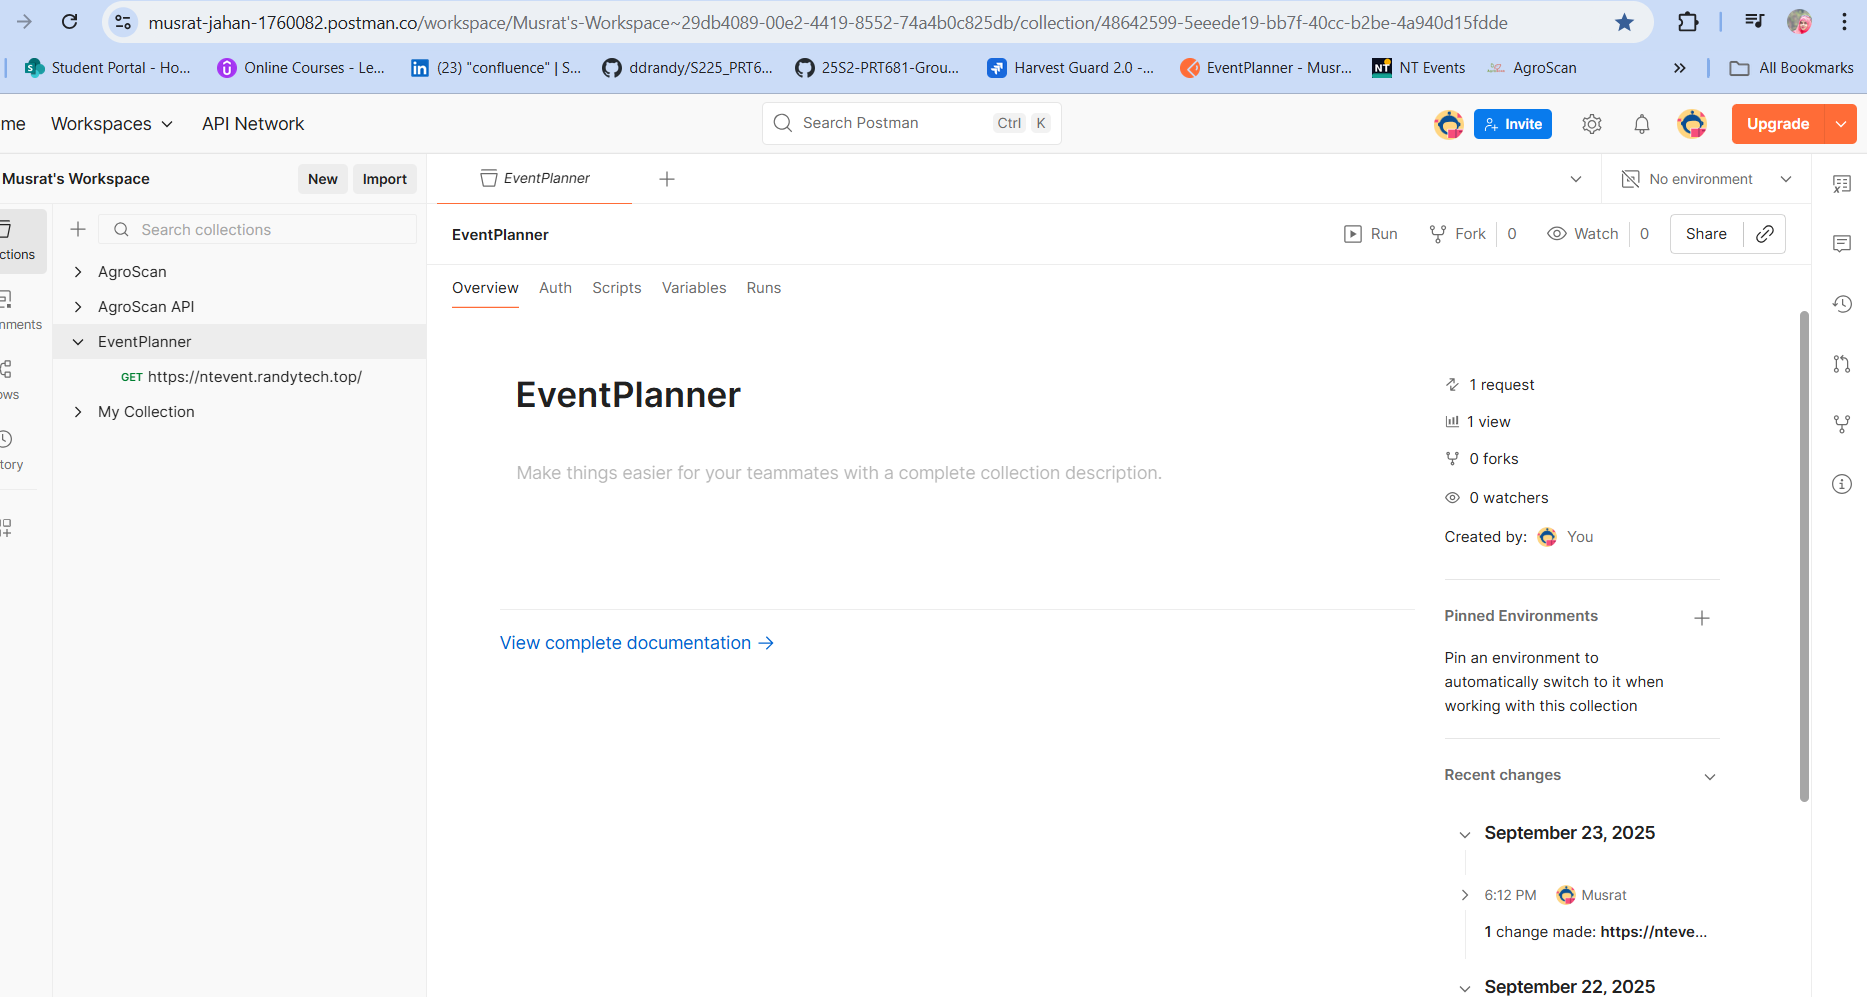 musrat-jahan-1760082.postman.co/workspace/Musrat's-Workspace~29db4089-00e2-4419-8552-74a4b0c825db/collection/48642599-5eeede19-bb7f-40cc-b2be-4a940d15fdde
Student Portal - Ho... Online Courses - Le... (23) "confluence" | S... ddrandy/S225_PRT6... 25S2-PRT681-Grou... Harvest Guard 2.0 -... EventPlanner - Musr... NT Events AgroScan » All Bookmarks
me Workspaces API Network Search Postman Ctrl K Invite Upgrade
Musrat's Workspace New Import EventPlanner No environment
Search collections
ctions
AgroScan
AgroScan API
nments
EventPlanner
GET https://ntevent.randytech.top/
ows
My Collection
tory
EventPlanner Run Fork 0 Watch 0 Share
Overview Auth Scripts Variables Runs
EventPlanner
Make things easier for your teammates with a complete collection description.
View complete documentation →
1 request
1 view
0 forks
0 watchers
Created by: You
Pinned Environments
Pin an environment to
automatically switch to it when
working with this collection
Recent changes
September 23, 2025
6:12 PM Musrat
1 change made: https://nteve...
September 22, 2025